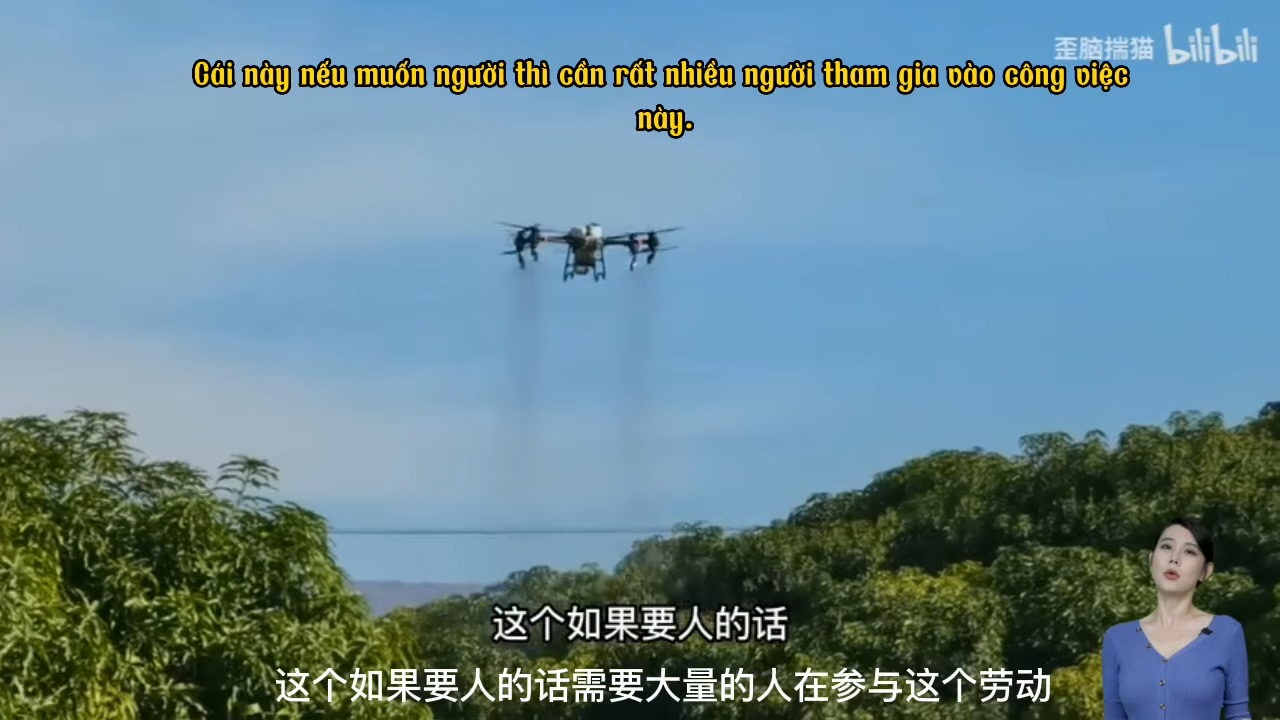 歪脑揣猫 bilibili
Cái này nếu muốn người thì cần rất nhiều người tham gia vào công việc
này.
这个如果要人的话
这个如果要人的话需要大量的人在参与这个劳动